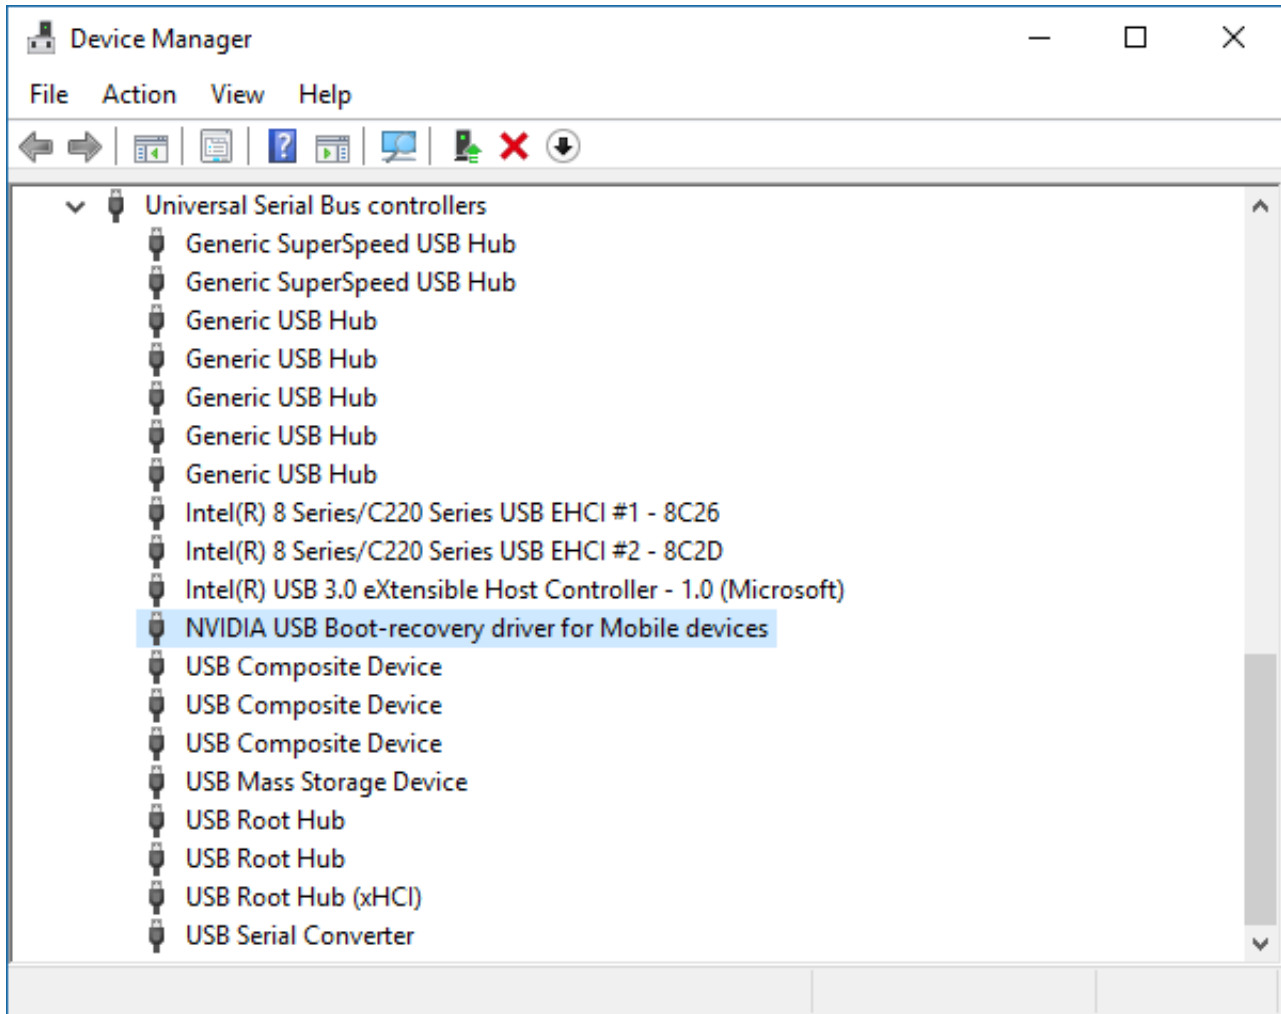 Device Manager
File Action View Help
Universal Serial Bus controllers
Generic SuperSpeed USB Hub
Generic SuperSpeed USB Hub
Generic USB Hub
Generic USB Hub
Generic USB Hub
Generic USB Hub
Generic USB Hub
Intel(R) 8 Series/C220 Series USB EHCI #1 - 8C26
Intel(R) 8 Series/C220 Series USB EHCI #2 - 8C2D
Intel(R) USB 3.0 eXtensible Host Controller - 1.0 (Microsoft)
NVIDIA USB Boot-recovery driver for Mobile devices
USB Composite Device
USB Composite Device
USB Composite Device
USB Mass Storage Device
USB Root Hub
USB Root Hub
USB Root Hub (xHCI)
USB Serial Converter